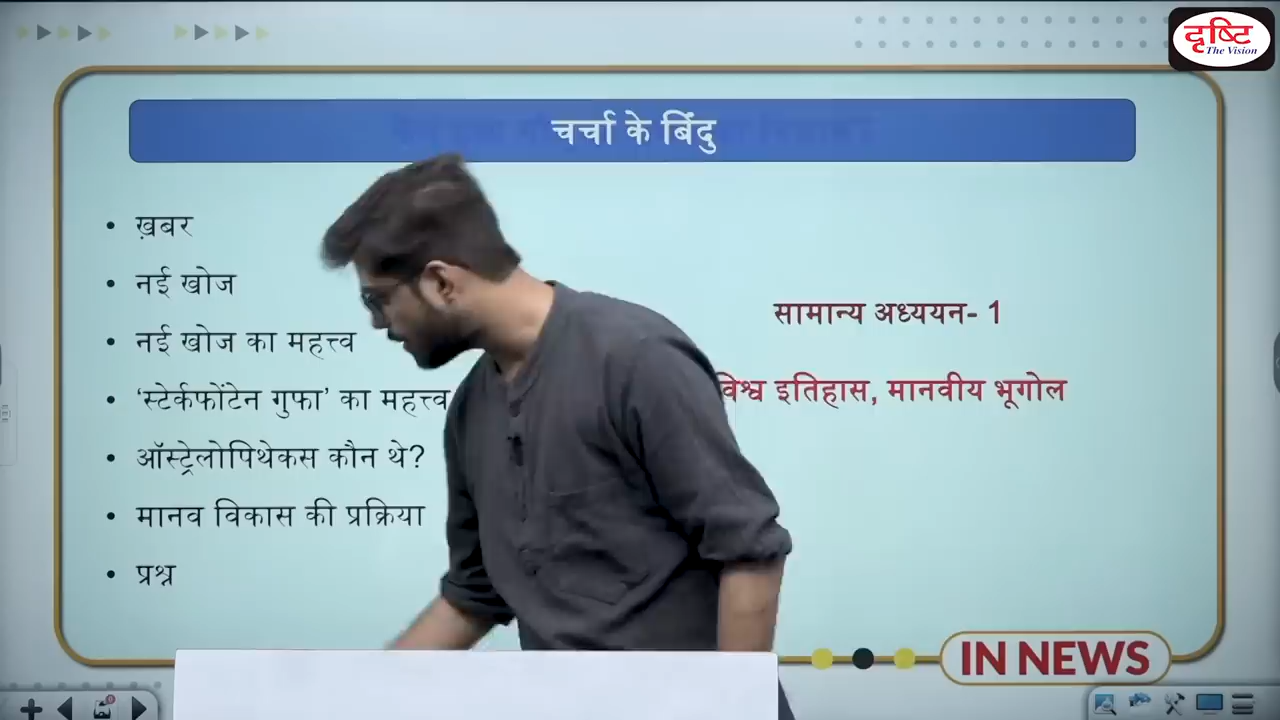 दृष्टि
The Vision
चर्चा के बिंदु
• ख़बर
• नई खोज
• नई खोज का महत्त्व
• ‘स्टेर्कफोंटेन गुफा’ का महत्त्व
• ऑस्ट्रेलोपिथेकस कौन थे?
• मानव विकास की प्रक्रिया
• प्रश्न
सामान्य अध्ययन- 1
विश्व इतिहास, मानवीय भूगोल
IN NEWS